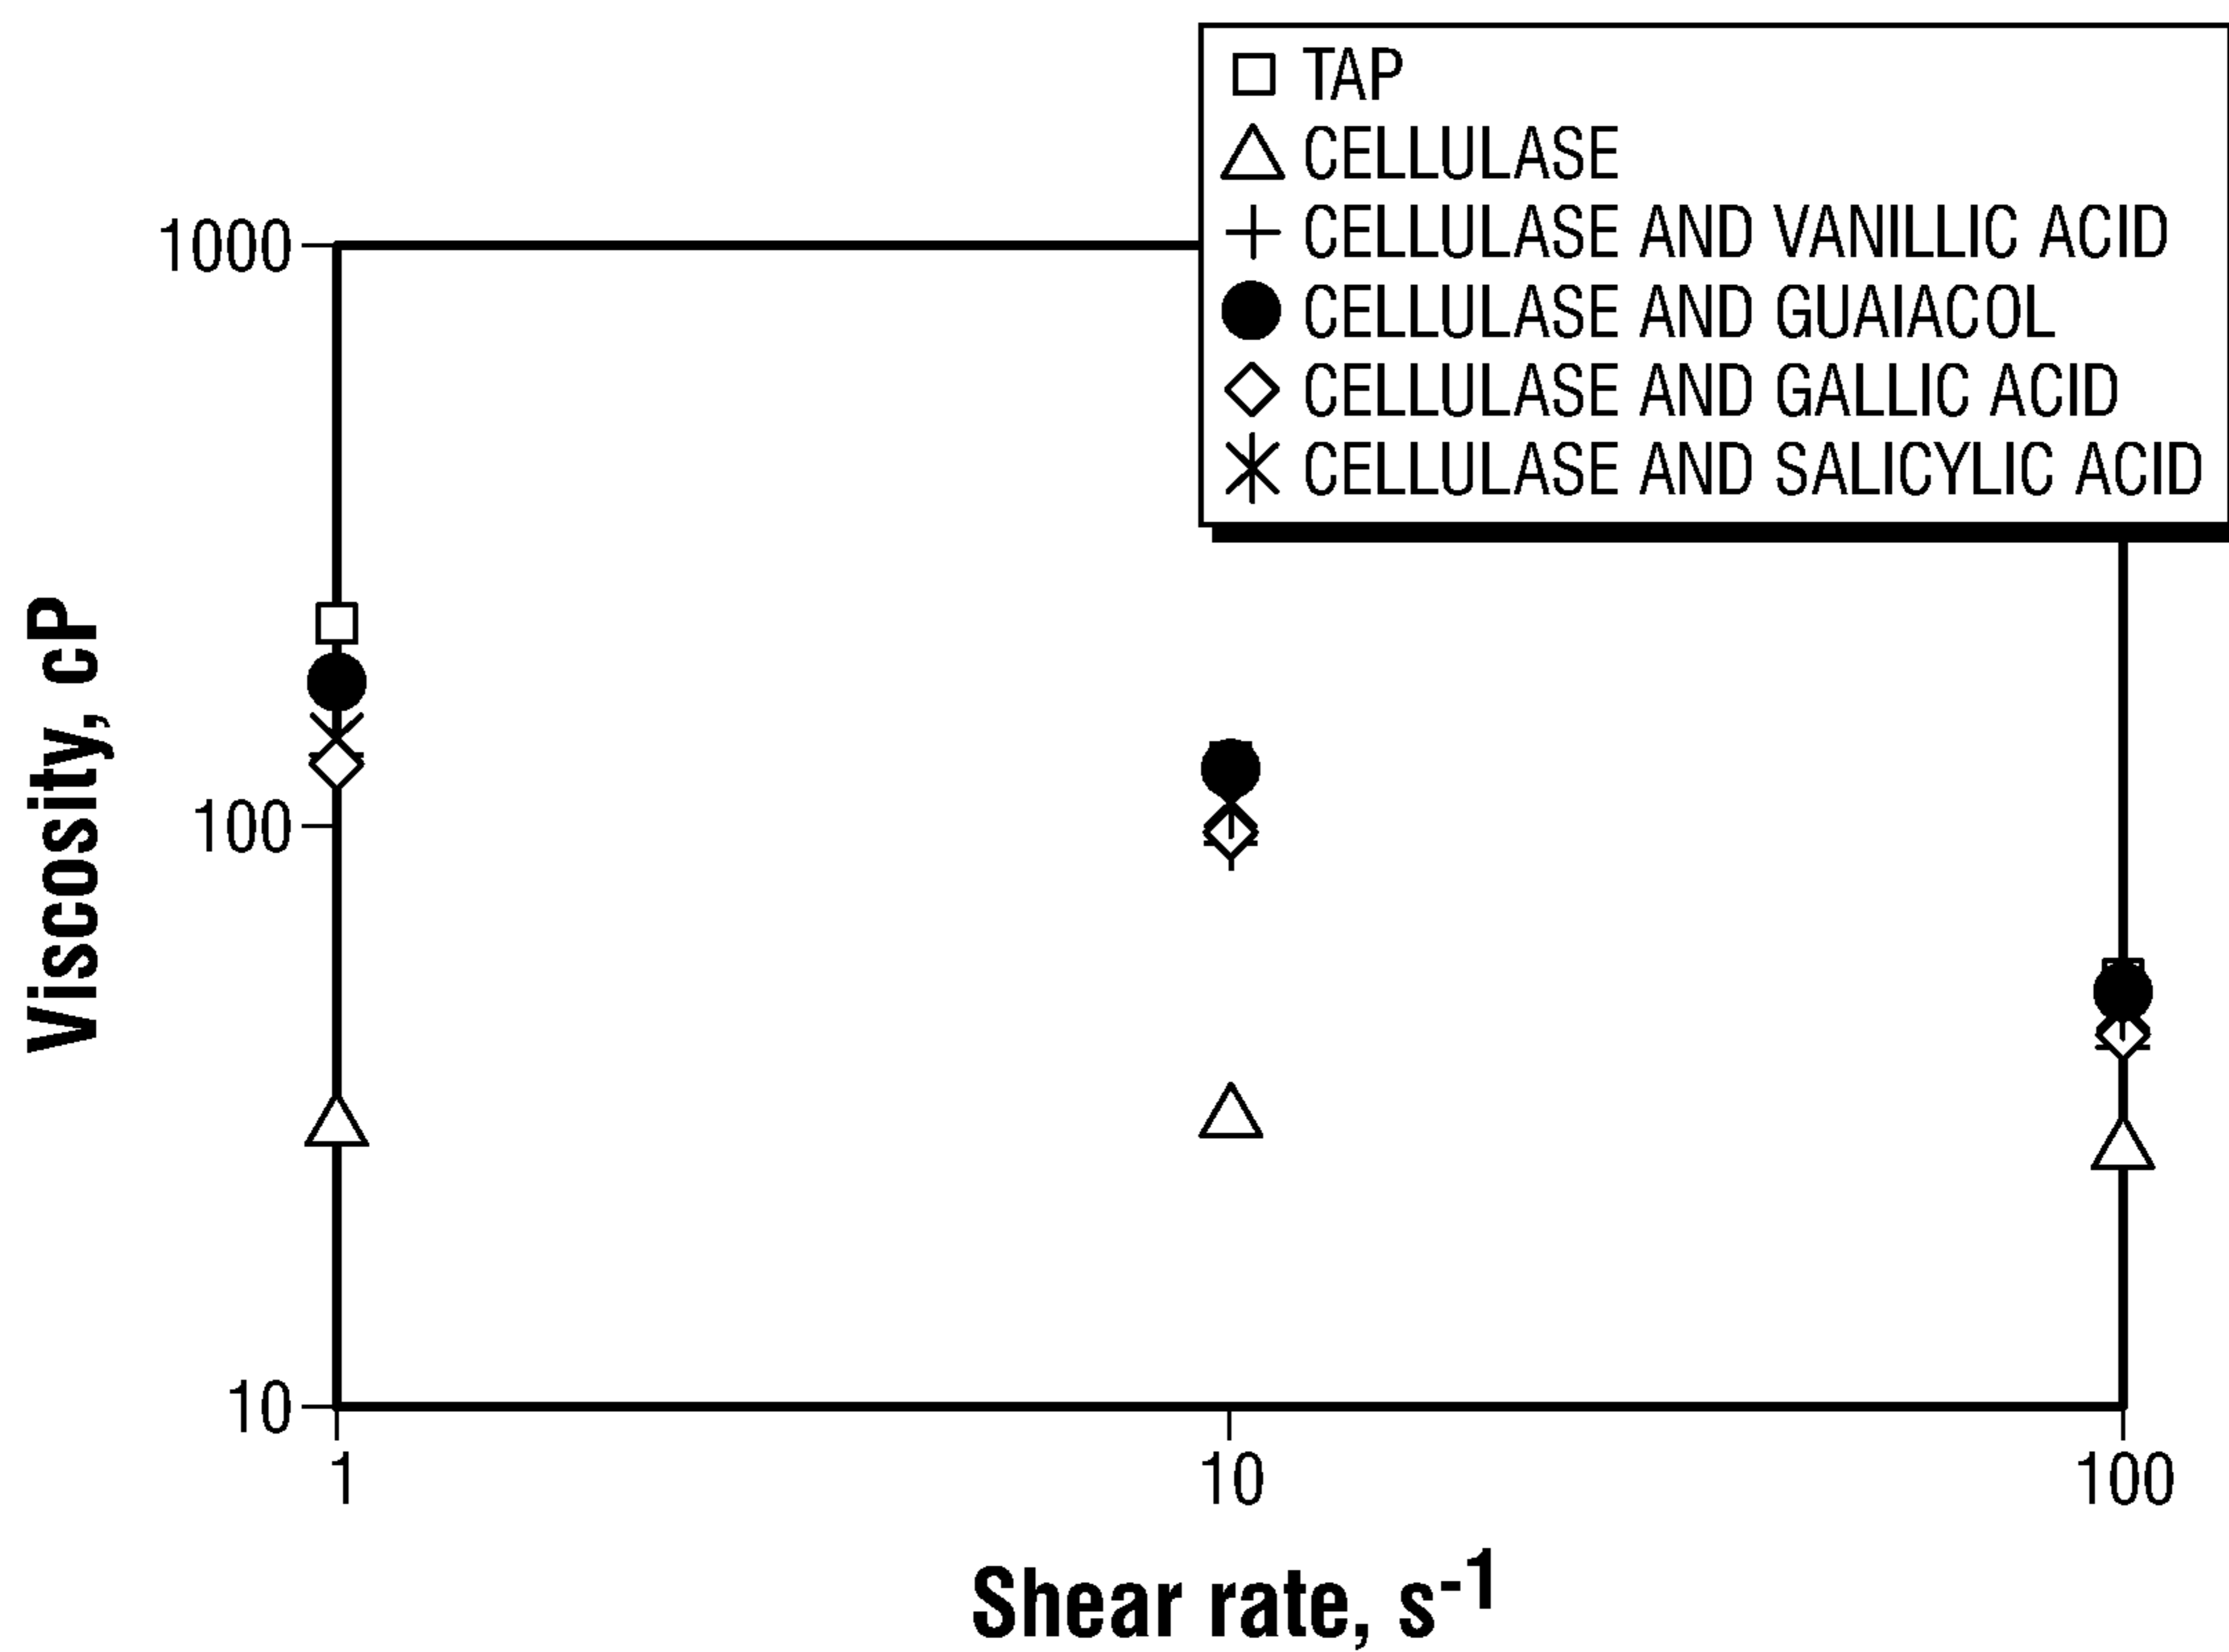 TAP
CELLULASE
CELLULASE AND VANILLIC ACID
CELLULASE AND GUAIACOL
CELLULASE AND GALLIC ACID
CELLULASE AND SALICYLIC ACID
1000
100
10
Viscosity, cP
1 10 100
Shear rate, s⁻¹